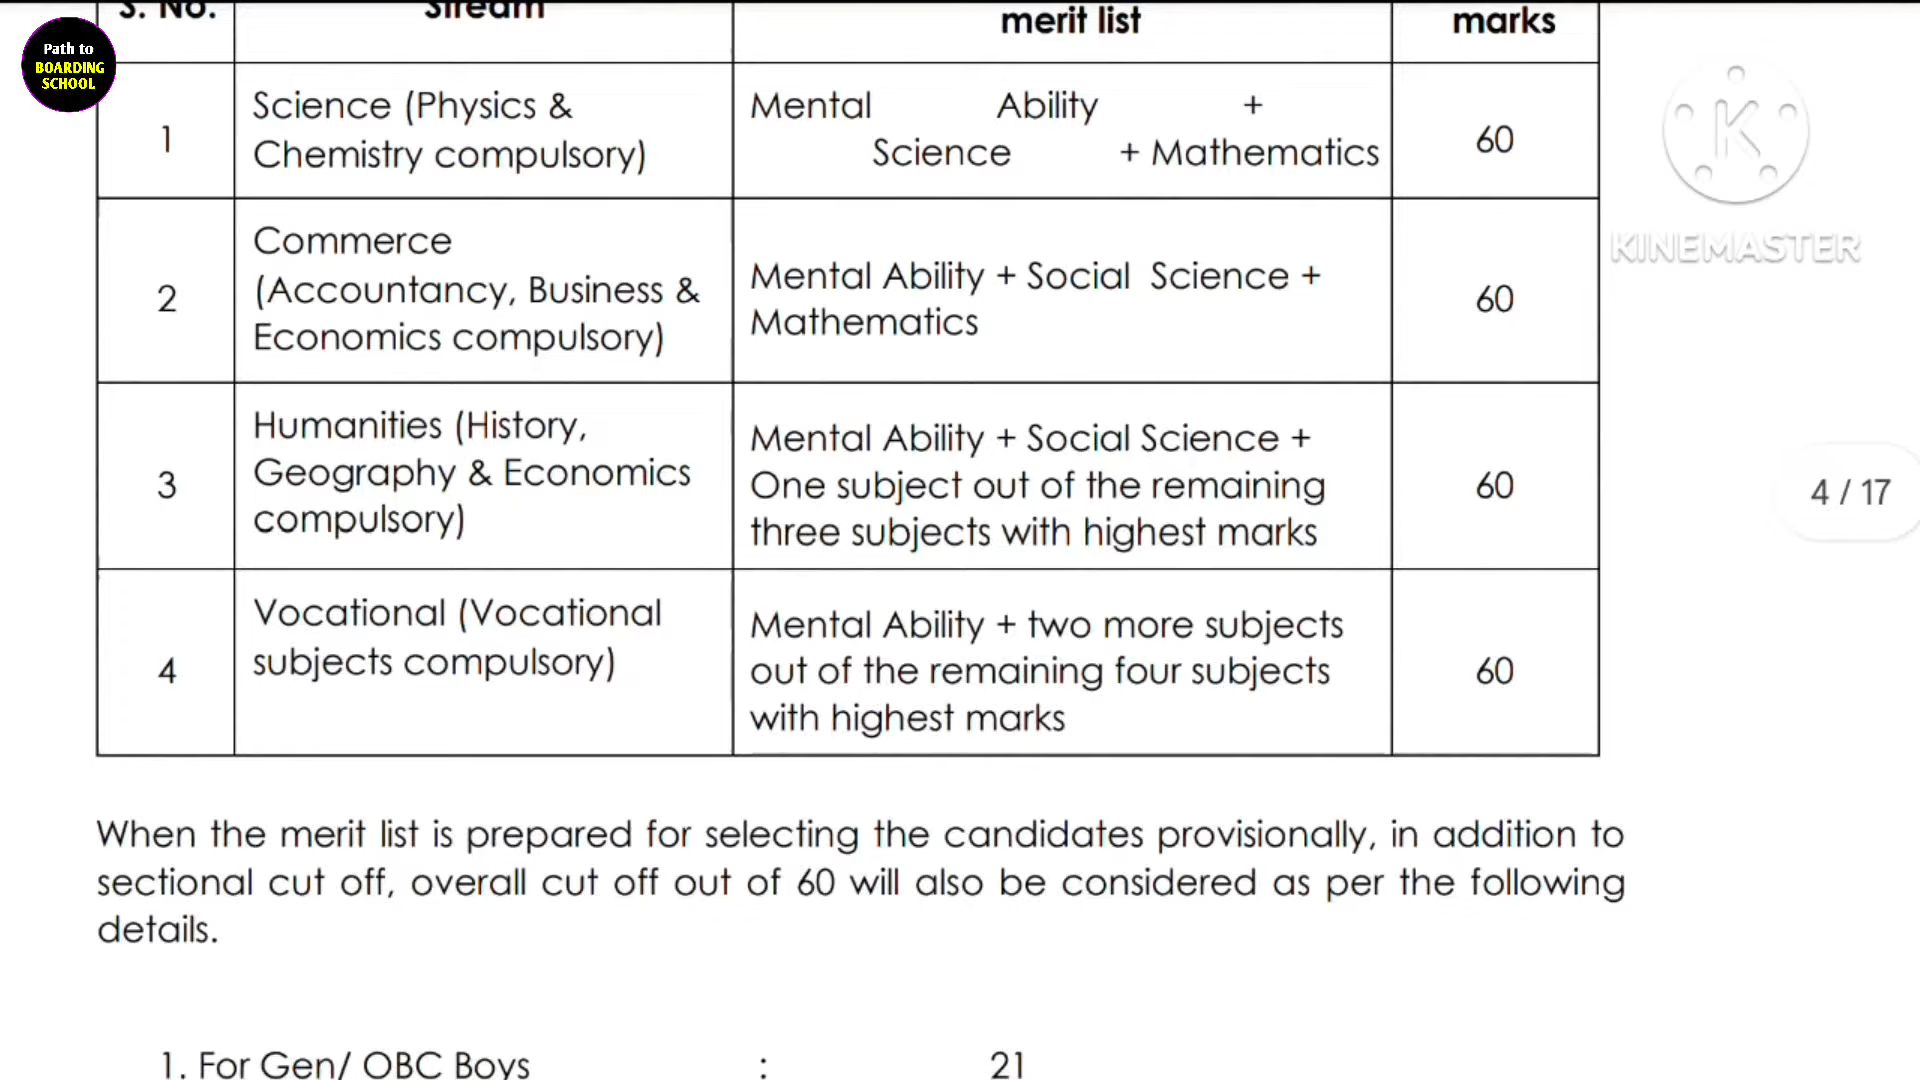 Path to
BOARDING
SCHOOL
S. No.
Stream
merit list
marks
1
Science (Physics &
Chemistry compulsory)
Mental Ability +
Science + Mathematics
60
2
Commerce
(Accountancy, Business &
Economics compulsory)
Mental Ability + Social Science +
Mathematics
60
3
Humanities (History,
Geography & Economics
compulsory)
Mental Ability + Social Science +
One subject out of the remaining
three subjects with highest marks
60
4
Vocational (Vocational
subjects compulsory)
Mental Ability + two more subjects
out of the remaining four subjects
with highest marks
60
K
KINEMASTER
4 / 17
When the merit list is prepared for selecting the candidates provisionally, in addition to
sectional cut off, overall cut off out of 60 will also be considered as per the following
details.
1. For Gen/ OBC Boys : 21